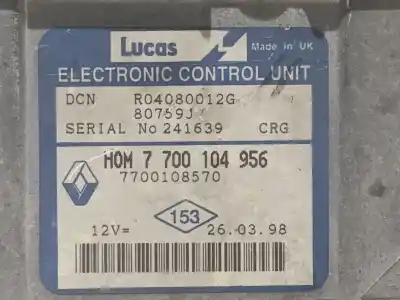 Lucas Made in UK
ELECTRONIC CONTROL UNIT
DCN R04080012G
80759J
SERIAL No 241639 CRG
HOM 7 700 104 956
7700108570
153
12V= 26.03.98